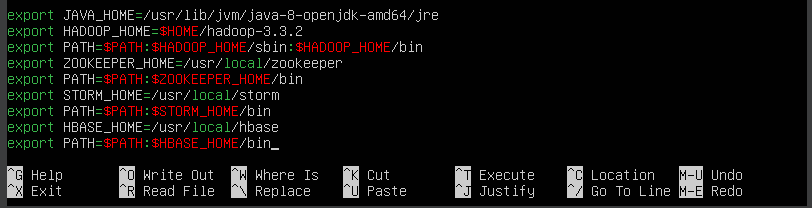 export JAVA_HOME=/usr/lib/jvm/java-8-openjdk-amd64/jre
export HADOOP_HOME=$HOME/hadoop-3.3.2
export PATH=$PATH:$HADOOP_HOME/sbin:$HADOOP_HOME/bin
export ZOOKEEPER_HOME=/usr/local/zookeeper
export PATH=$PATH:$ZOOKEEPER_HOME/bin
export STORM_HOME=/usr/local/storm
export PATH=$PATH:$STORM_HOME/bin
export HBASE_HOME=/usr/local/hbase
export PATH=$PATH:$HBASE_HOME/bin_
^G Help ^O Write Out ^W Where Is ^K Cut ^T Execute ^C Location M-U Undo
^X Exit ^R Read File ^\ Replace ^U Paste ^J Justify ^/ Go To Line M-E Redo